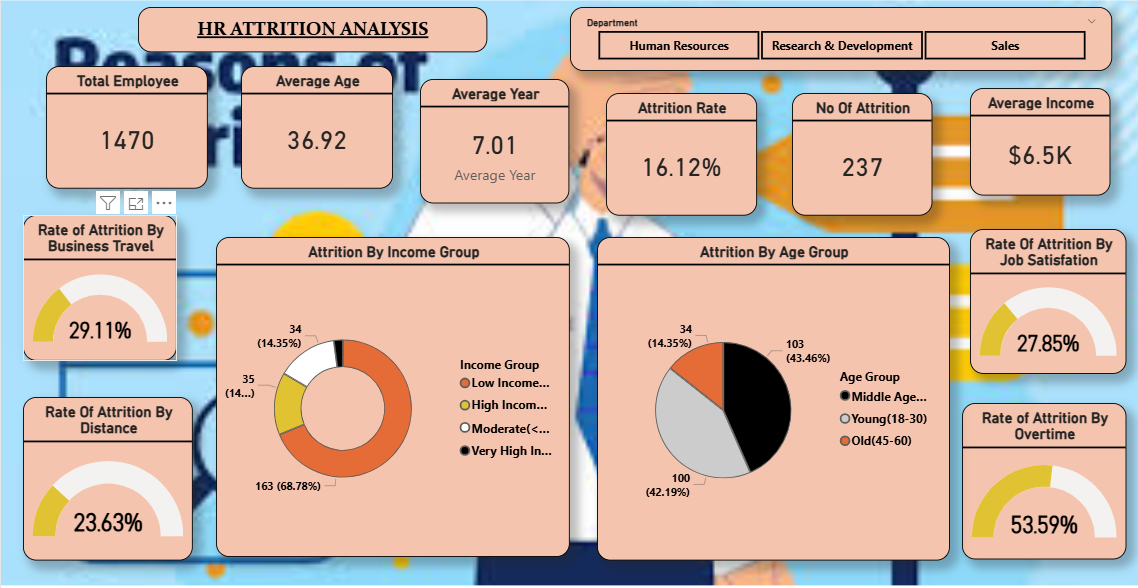 HR ATTRITION ANALYSIS
Department
Human Resources
Research & Development
Sales
Reasons of
Total Employee
1470
Average Age
36.92
Average Year
7.01
Average Year
Attrition Rate
16.12%
No Of Attrition
237
Average Income
$6.5K
Rate of Attrition By
Business Travel
29.11%
Rate Of Attrition By
Distance
23.63%
Attrition By Income Group
34
(14.35%)
35
(14...)
163 (68.78%)
Income Group
Low Income...
High Incom...
Moderate(<...
Very High In...
Attrition By Age Group
34
(14.35%)
103
(43.46%)
100
(42.19%)
Age Group
Middle Age...
Young(18-30)
Old(45-60)
Rate Of Attrition By
Job Satisfation
27.85%
Rate of Attrition By
Overtime
53.59%